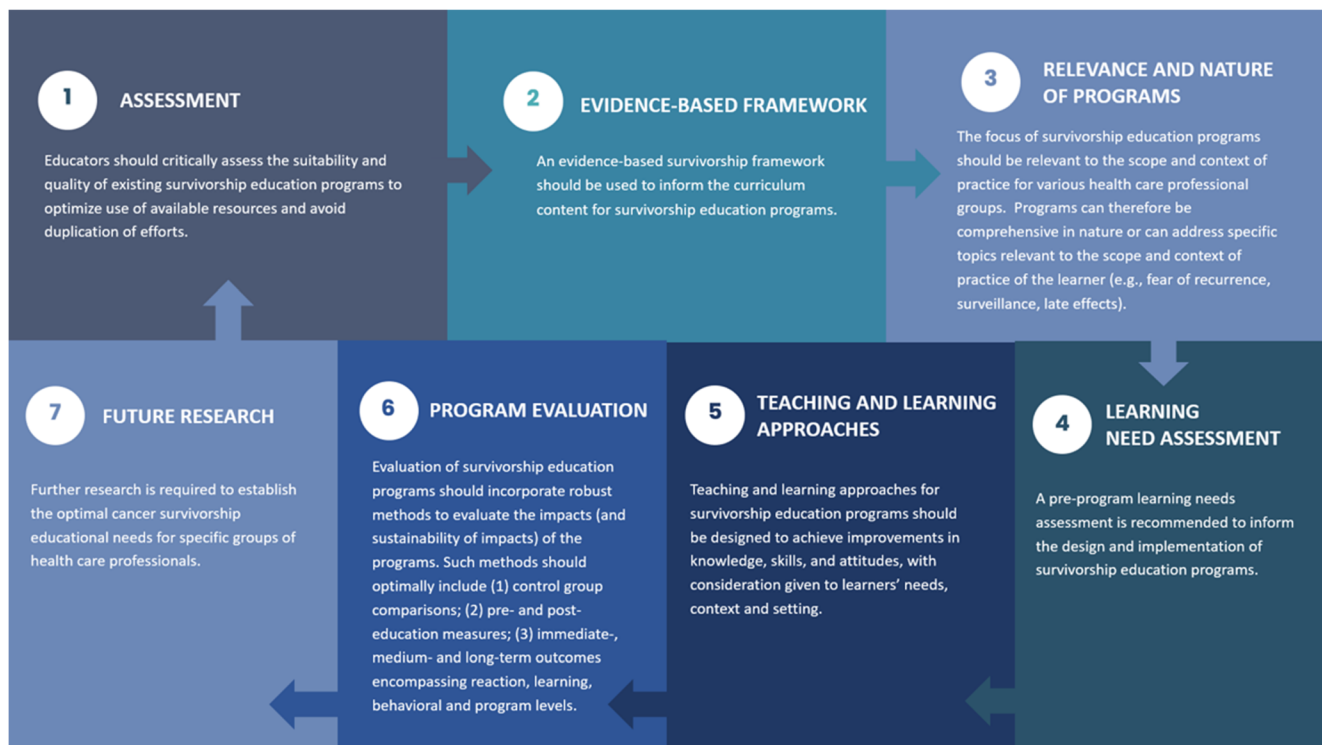 1
ASSESSMENT
Educators should critically assess the suitability and
quality of existing survivorship education programs to
optimize use of available resources and avoid
duplication of efforts.
2
EVIDENCE-BASED FRAMEWORK
An evidence-based survivorship framework
should be used to inform the curriculum
content for survivorship education programs.
3
RELEVANCE AND NATURE
OF PROGRAMS
The focus of survivorship education programs
should be relevant to the scope and context of
practice for various health care professional
groups.  Programs can therefore be
comprehensive in nature or can address specific
topics relevant to the scope and context of
practice of the learner (e.g., fear of recurrence,
surveillance, late effects).
4
LEARNING
NEED ASSESSMENT
A pre-program learning needs
assessment is recommended to inform
the design and implementation of
survivorship education programs.
5
TEACHING AND LEARNING
APPROACHES
Teaching and learning approaches for
survivorship education programs should
be designed to achieve improvements in
knowledge, skills, and attitudes, with
consideration given to learners’ needs,
context and setting.
6
PROGRAM EVALUATION
Evaluation of survivorship education
programs should incorporate robust
methods to evaluate the impacts (and
sustainability of impacts) of the
programs. Such methods should
optimally include (1) control group
comparisons; (2) pre- and post-
education measures; (3) immediate-,
medium- and long-term outcomes
encompassing reaction, learning,
behavioral and program levels.
7
FUTURE RESEARCH
Further research is required to establish
the optimal cancer survivorship
educational needs for specific groups of
health care professionals.